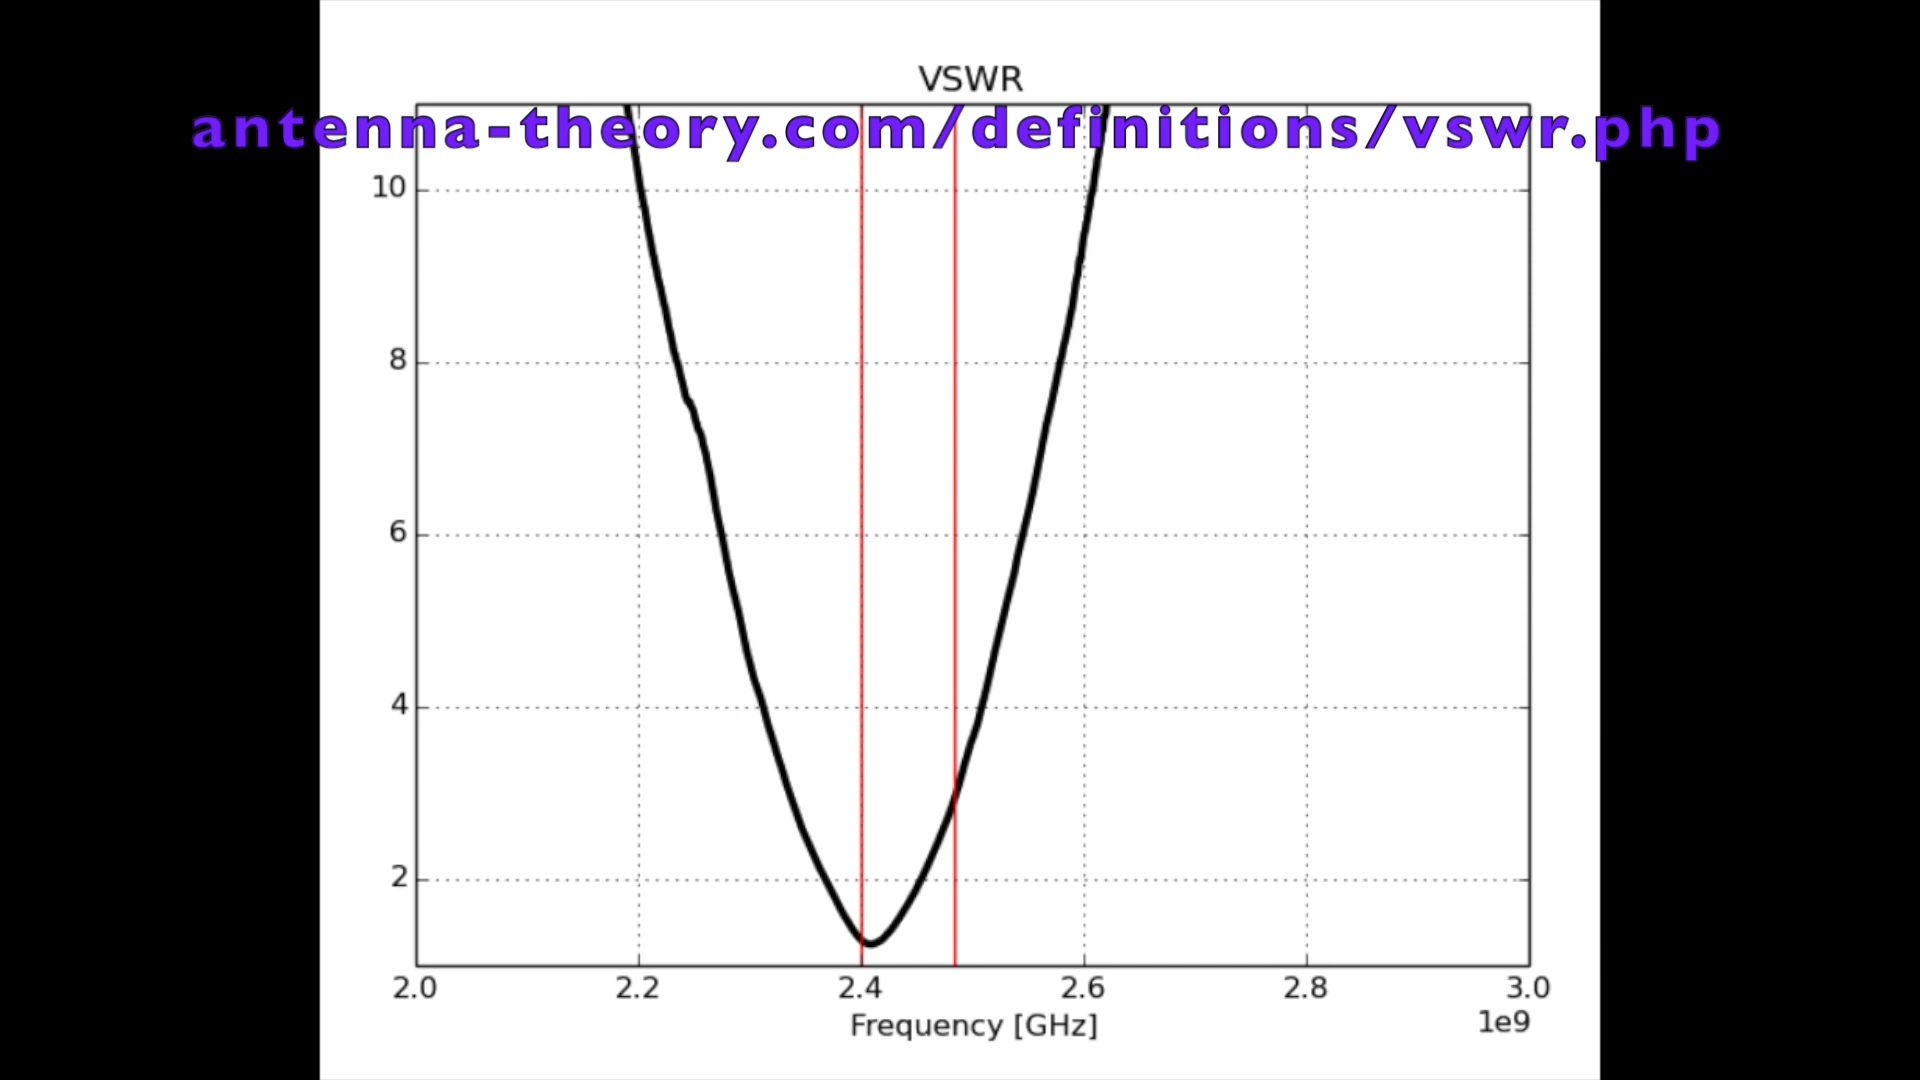 VSWR
antenna-theory.com/definitions/vswr.php
10
8
6
4
2
2.0 2.2 2.4 2.6 2.8 3.0
Frequency [GHz] 1e9